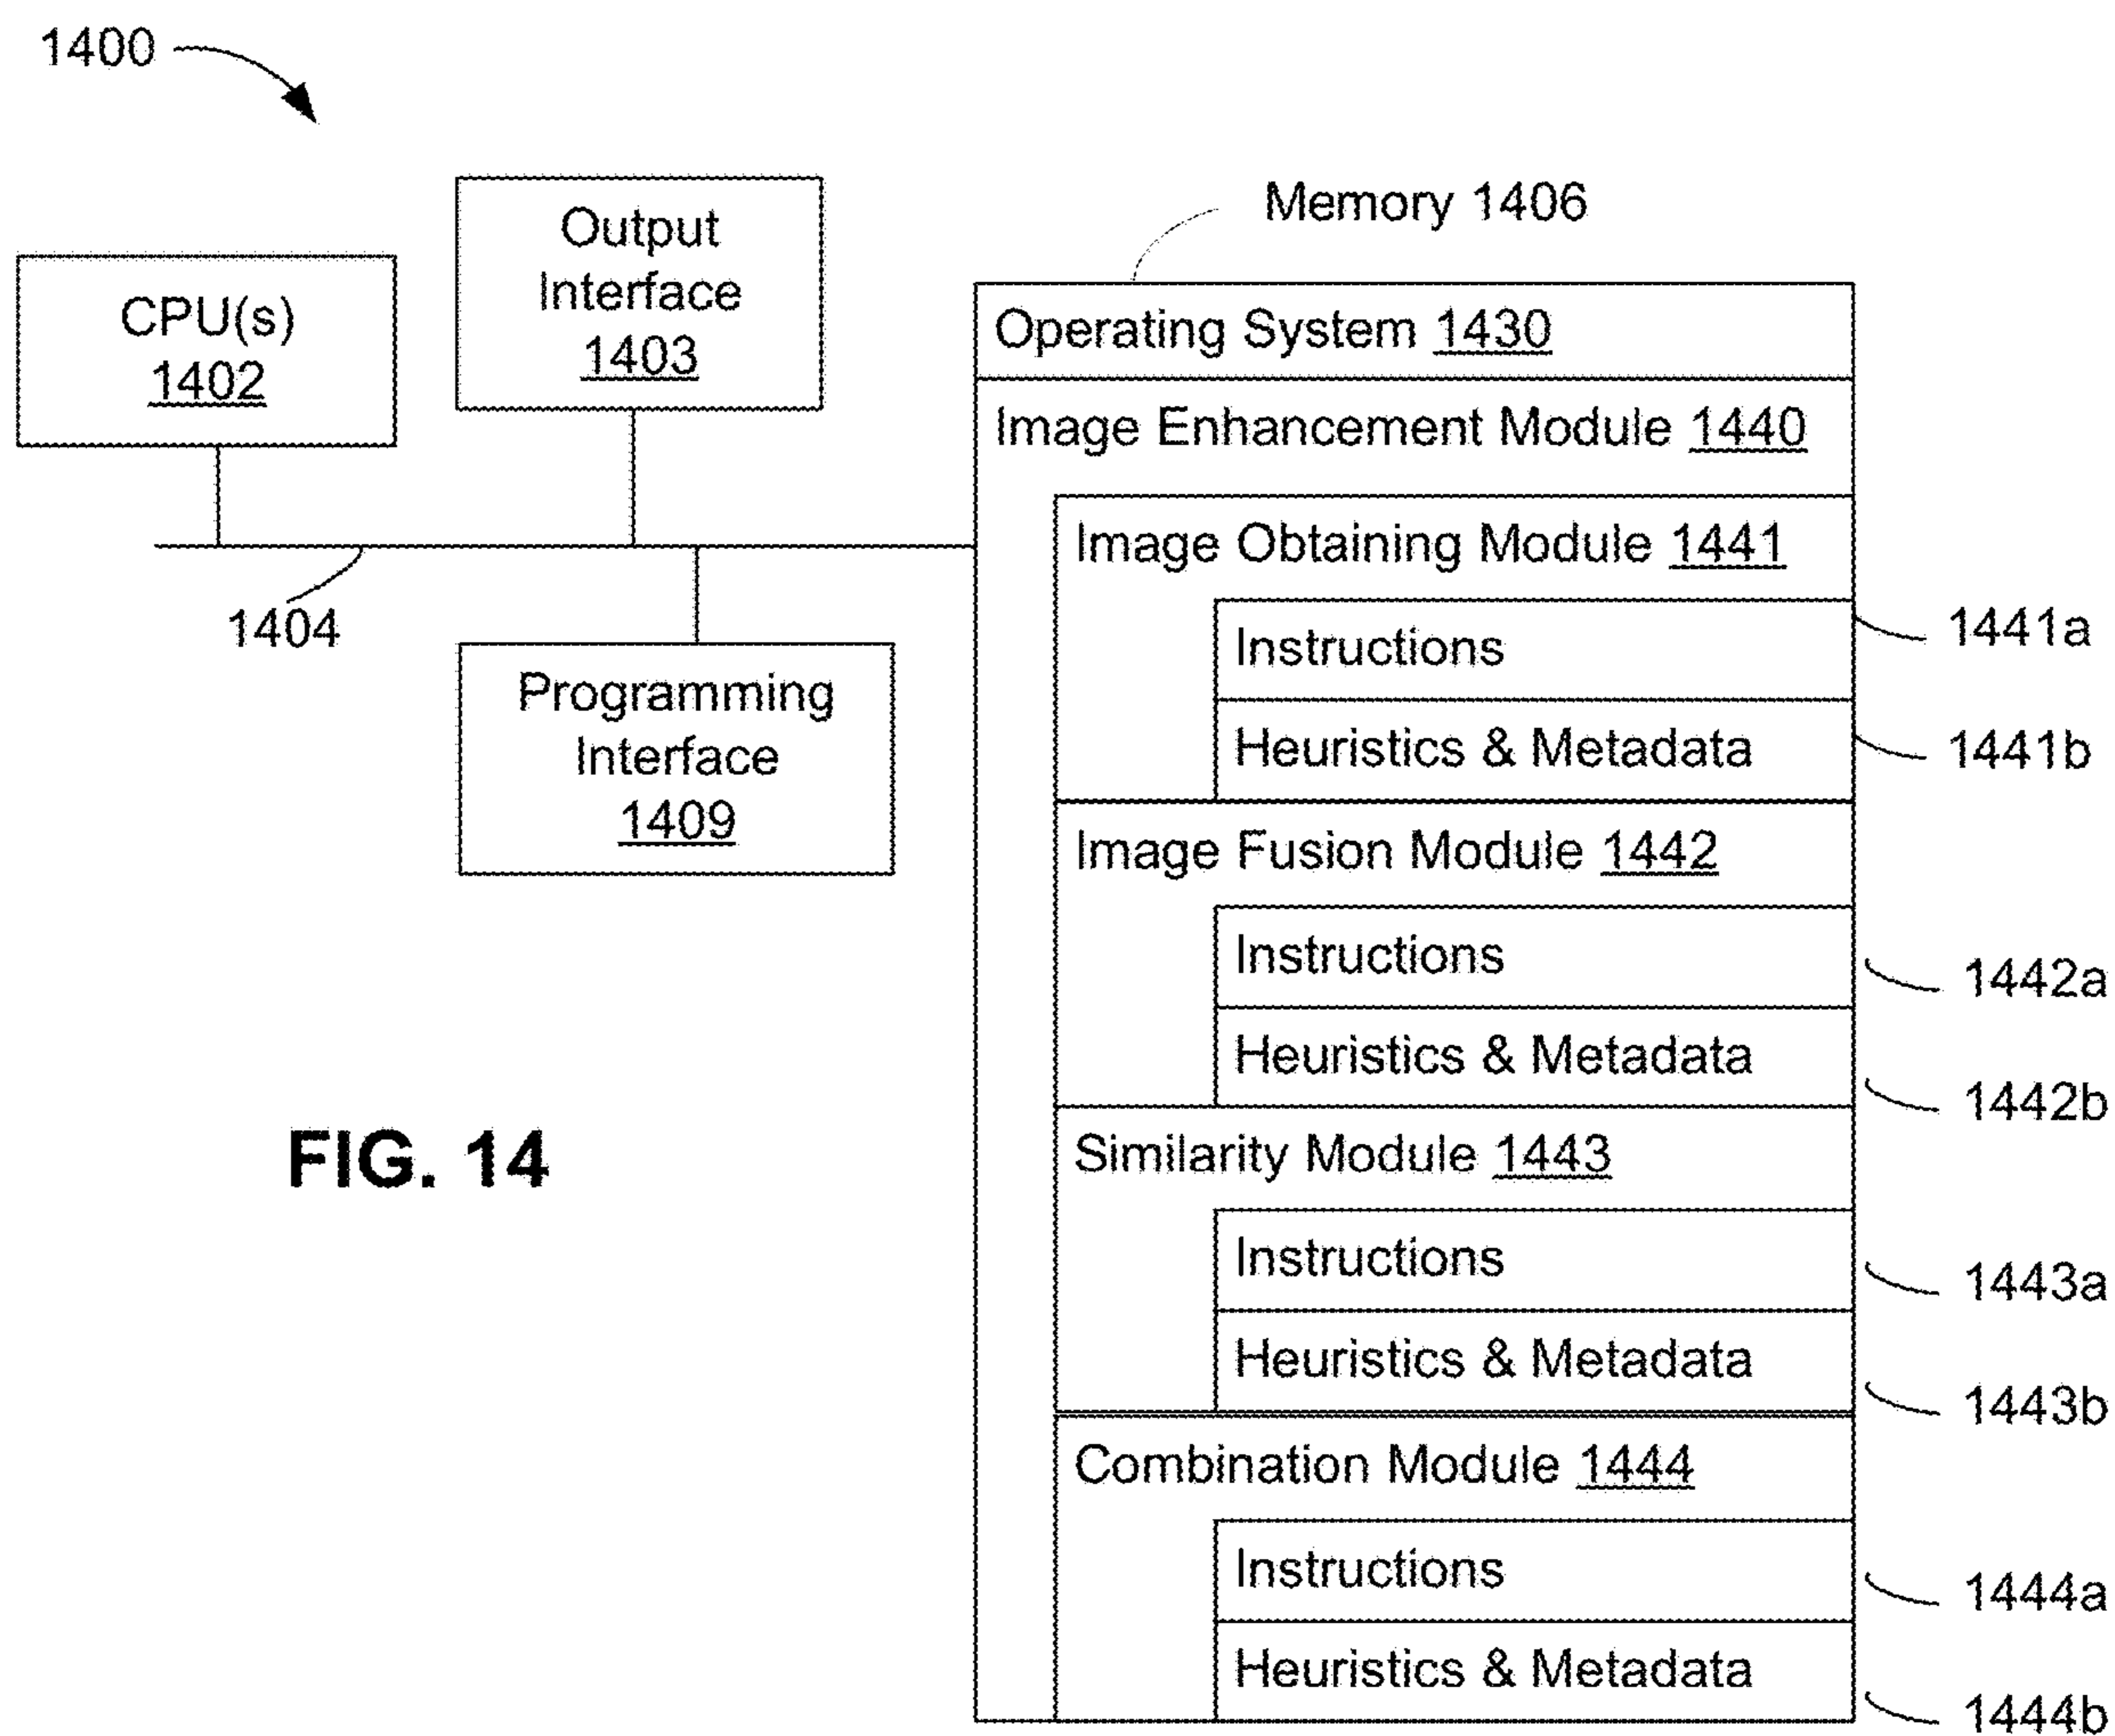 1400
Output
Interface
1403
CPU(s)
1402
Memory 1406
Operating System 1430
Image Enhancement Module 1440
Image Obtaining Module 1441
Instructions
1441a
Heuristics & Metadata
1441b
1404
Programming
Interface
1409
Image Fusion Module 1442
Instructions
1442a
Heuristics & Metadata
1442b
Similarity Module 1443
Instructions
1443a
Heuristics & Metadata
1443b
Combination Module 1444
Instructions
1444a
Heuristics & Metadata
1444b
FIG. 14